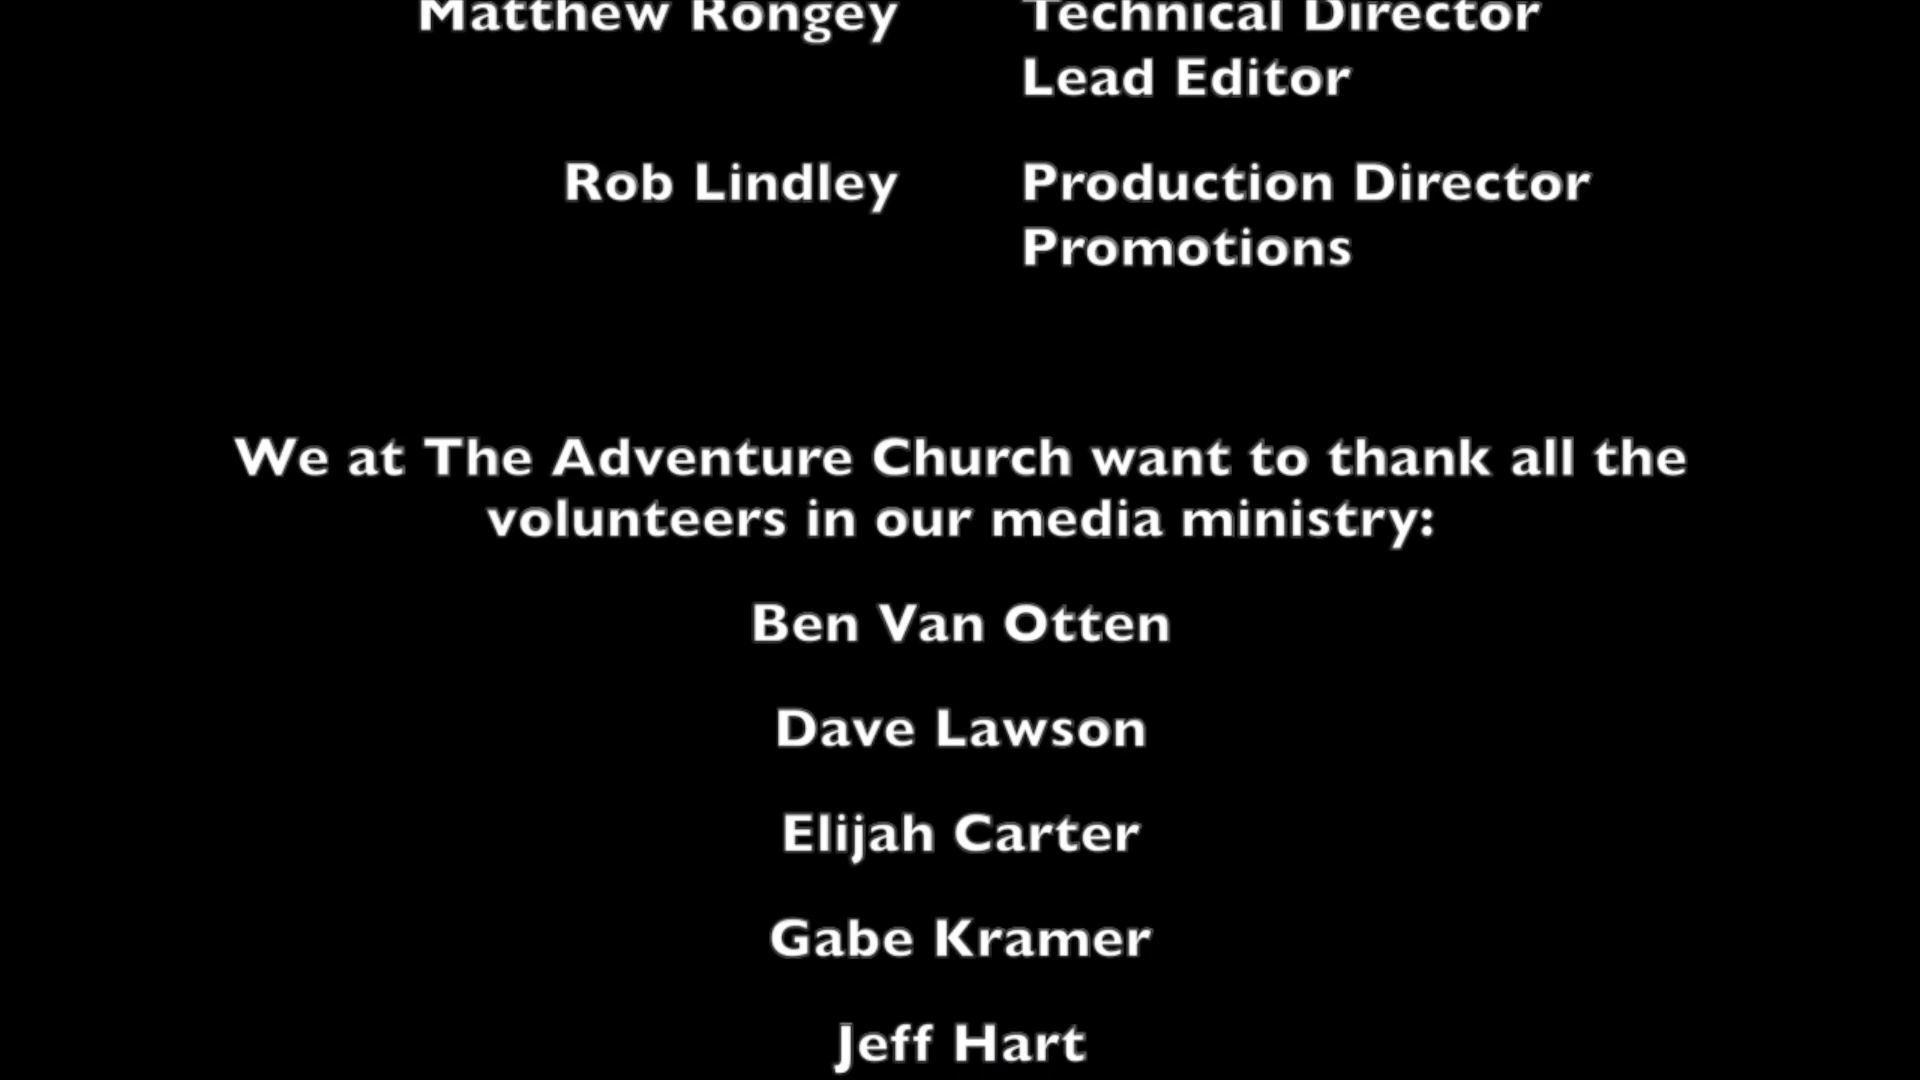 Matthew Rongey Technical Director
Lead Editor
Rob Lindley Production Director
Promotions
We at The Adventure Church want to thank all the
volunteers in our media ministry:
Ben Van Otten
Dave Lawson
Elijah Carter
Gabe Kramer
Jeff Hart